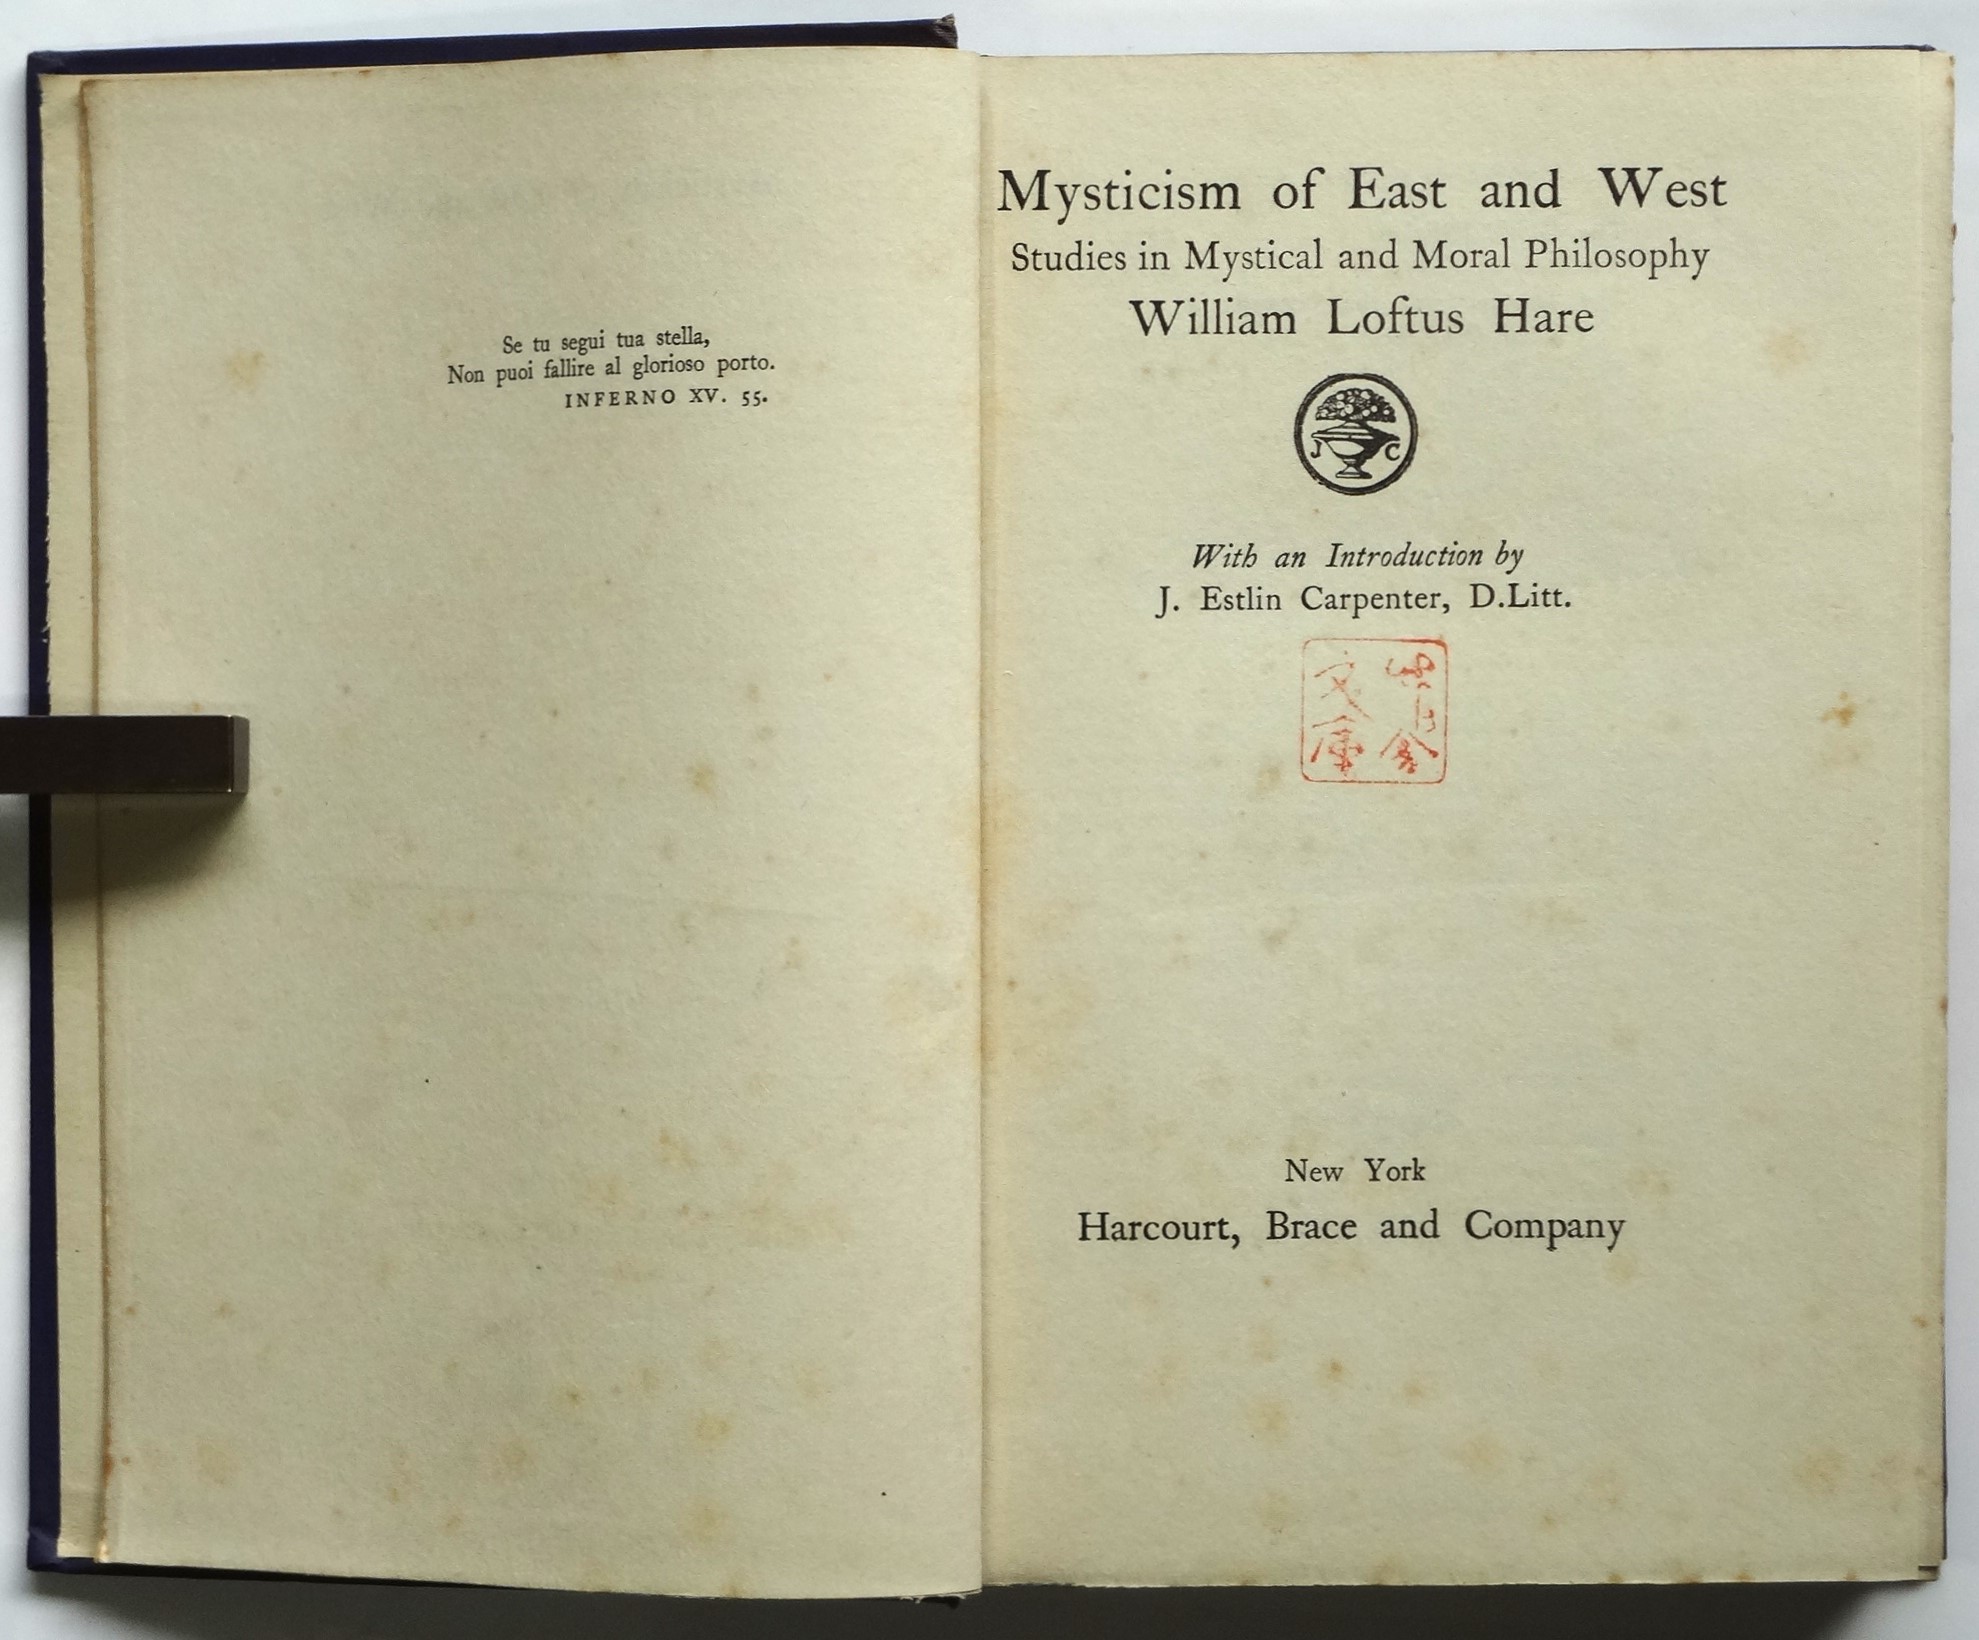 Se tu segui tua stella,
Non puoi fallire al glorioso porto.
INFERNO XV. 55.
Mysticism of East and West
Studies in Mystical and Moral Philosophy
William Loftus Hare
J C
With an Introduction by
J. Estlin Carpenter, D.Litt.
文庫
New York
Harcourt, Brace and Company